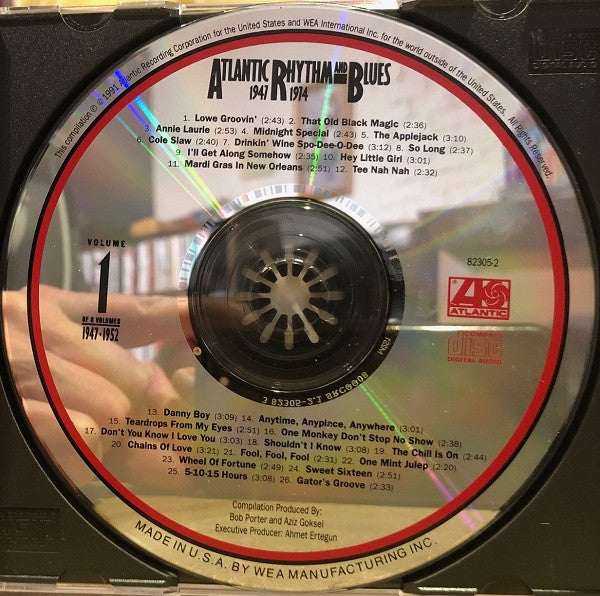 This compilation ℗ © 1991 Atlantic Recording Corporation for the United States and WEA International Inc. for the world outside of the United States. All Rights Reserved.
ATLANTIC RHYTHM AND BLUES
1947 1974
1. Lowe Groovin' (2:43) 2. That Old Black Magic (2:36)
3. Annie Laurie (2:53) 4. Midnight Special (2:45) 5. The Applejack (3:10)
6. Cole Slaw (2:40) 7. Drinkin' Wine Spo-Dee-O-Dee (3:12) 8. So Long (2:37)
9. I'll Get Along Somehow (2:35) 10. Hey Little Girl (3:01)
11. Mardi Gras In New Orleans (2:51) 12. Tee Nah Nah (2:32)
VOLUME
1
OF 8 VOLUMES
1947-1952
82305-2
ATLANTIC
COMPACT
DISC
DIGITAL AUDIO
3 82305-2.1 SRC@@08 M2S1
13. Danny Boy (3:09) 14. Anytime, Anyplace, Anywhere (3:01)
15. Teardrops From My Eyes (2:51) 16. One Monkey Don't Stop No Show (2:38)
17. Don't You Know I Love You (3:03) 18. Shouldn't I Know (3:08) 19. The Chill Is On (2:44)
20. Chains Of Love (3:21) 21. Fool, Fool, Fool (2:31) 22. One Mint Julep (2:20)
23. Wheel Of Fortune (2:49) 24. Sweet Sixteen (2:51)
25. 5-10-15 Hours (3:08) 26. Gator's Groove (2:33)
Compilation Produced By:
Bob Porter and Aziz Goksel
Executive Producer: Ahmet Ertegun
MADE IN U.S.A. BY WEA MANUFACTURING INC.